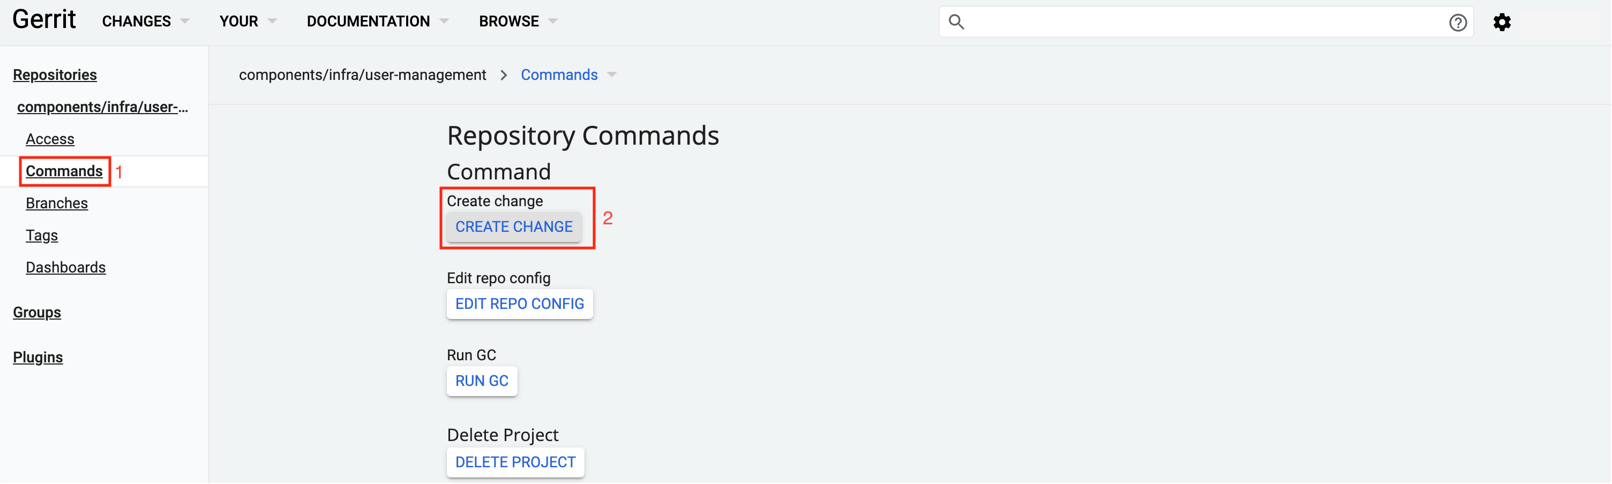 Gerrit CHANGES YOUR DOCUMENTATION BROWSE
Repositories
components/infra/user-...
Access
Commands 1
Branches
Tags
Dashboards
Groups
Plugins
components/infra/user-management > Commands
Repository Commands
Command
Create change
CREATE CHANGE 2
Edit repo config
EDIT REPO CONFIG
Run GC
RUN GC
Delete Project
DELETE PROJECT